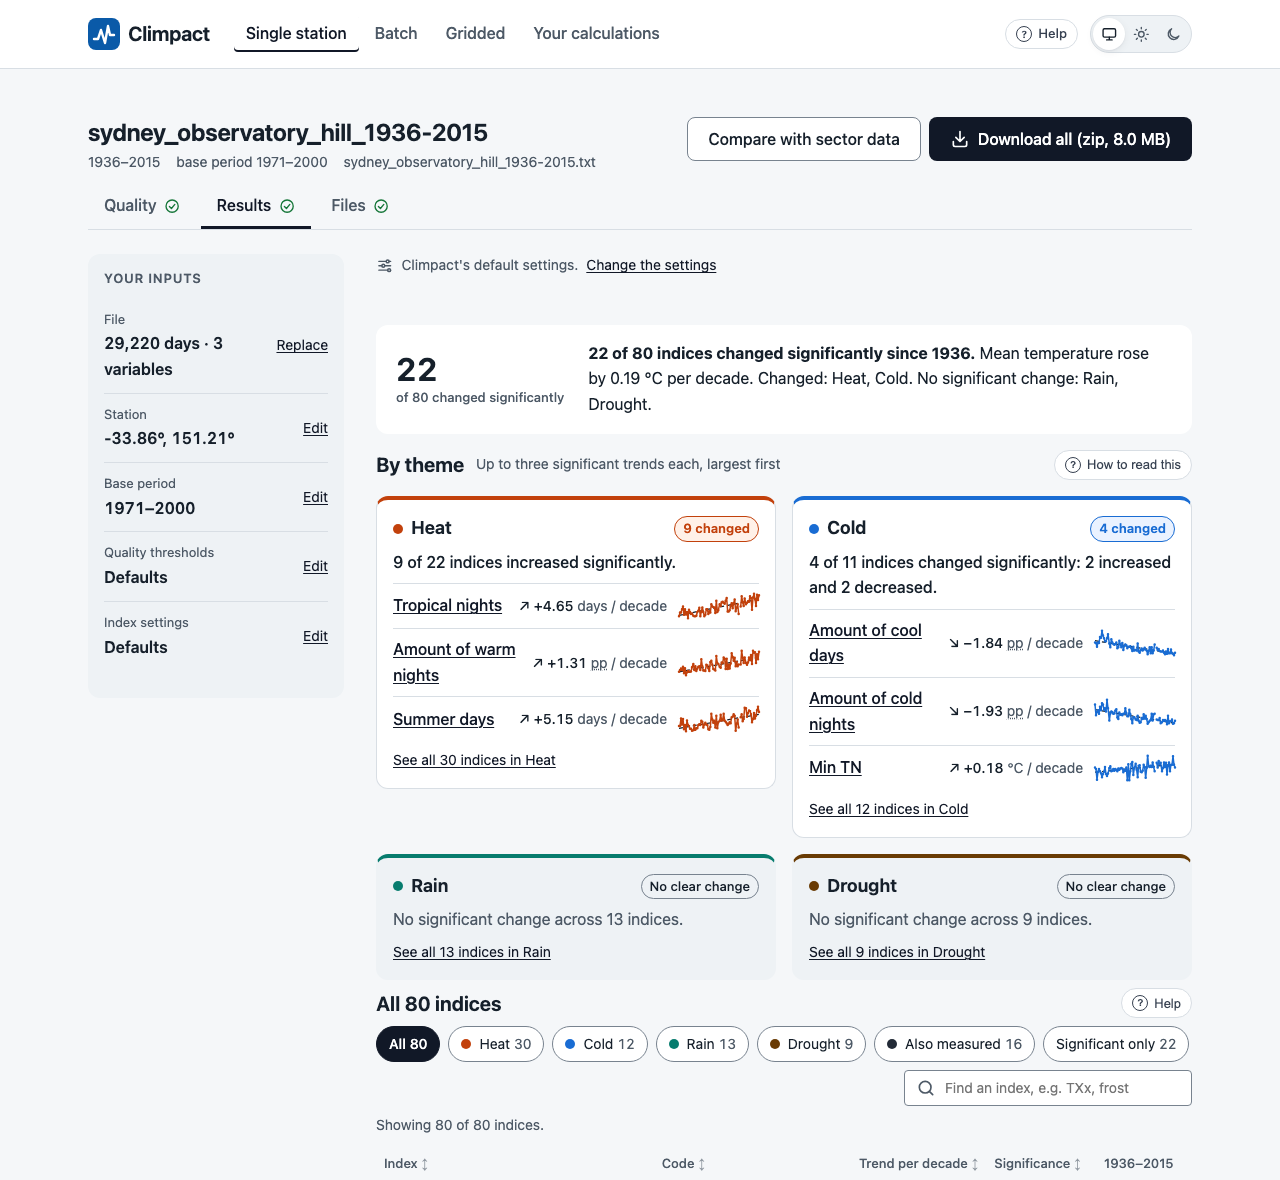 Climpact
Single station
Batch
Gridded
Your calculations
Help
sydney_observatory_hill_1936-2015
1936–2015 base period 1971–2000 sydney_observatory_hill_1936-2015.txt
Compare with sector data
Download all (zip, 8.0 MB)
Quality
Results
Files
YOUR INPUTS
File
29,220 days · 3
variables
Replace
Station
-33.86°, 151.21°
Edit
Base period
1971–2000
Edit
Quality thresholds
Defaults
Edit
Index settings
Defaults
Edit
Climpact's default settings. Change the settings
22
of 80 changed significantly
22 of 80 indices changed significantly since 1936. Mean temperature rose
by 0.19 °C per decade. Changed: Heat, Cold. No significant change: Rain,
Drought.
By theme
Up to three significant trends each, largest first
How to read this
Heat
9 changed
9 of 22 indices increased significantly.
Tropical nights ↗ +4.65 days / decade
Amount of warm
nights
↗ +1.31 pp / decade
Summer days ↗ +5.15 days / decade
See all 30 indices in Heat
Cold
4 changed
4 of 11 indices changed significantly: 2 increased
and 2 decreased.
Amount of cool
days
↘ −1.84 pp / decade
Amount of cold
nights
↘ −1.93 pp / decade
Min TN ↗ +0.18 °C / decade
See all 12 indices in Cold
Rain
No clear change
No significant change across 13 indices.
See all 13 indices in Rain
Drought
No clear change
No significant change across 9 indices.
See all 9 indices in Drought
All 80 indices
Help
All 80
Heat 30
Cold 12
Rain 13
Drought 9
Also measured 16
Significant only 22
Find an index, e.g. TXx, frost
Showing 80 of 80 indices.
Index ↕ Code ↕ Trend per decade ↕ Significance ↕ 1936–2015